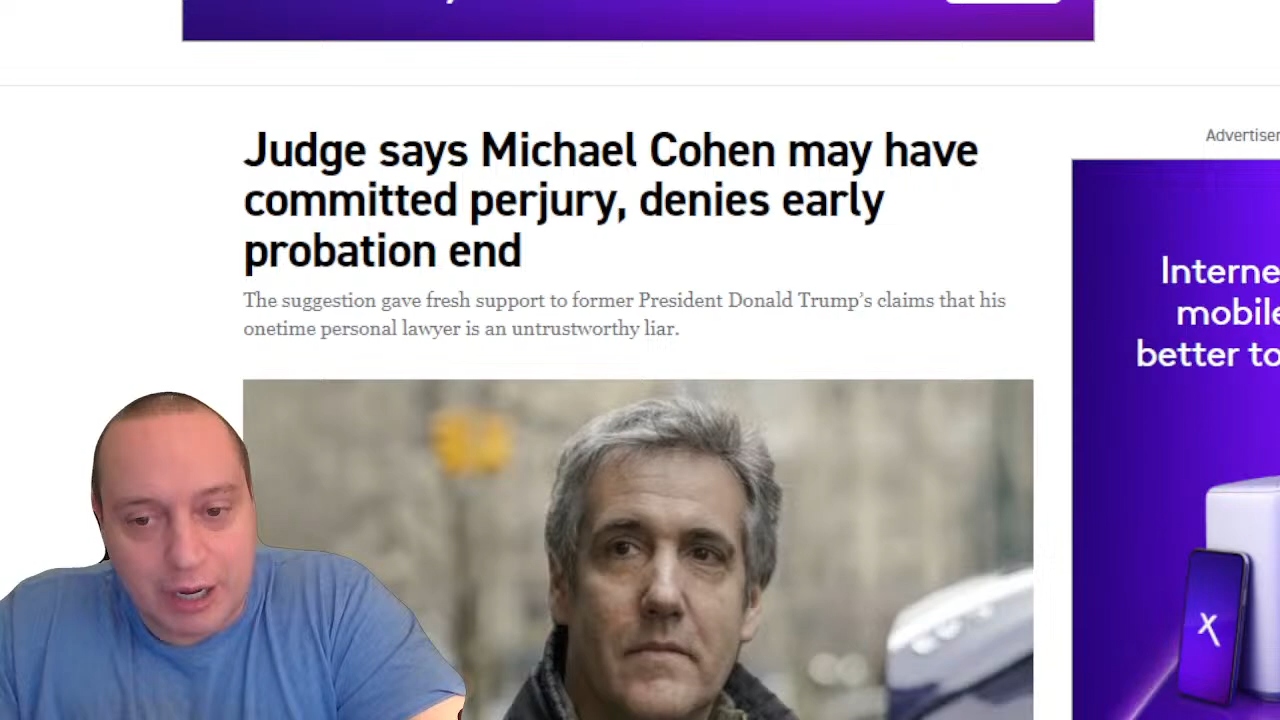 Judge says Michael Cohen may have
committed perjury, denies early
probation end
The suggestion gave fresh support to former President Donald Trump’s claims that his
onetime personal lawyer is an untrustworthy liar.
Advertiser
Interne
mobile
better to
X